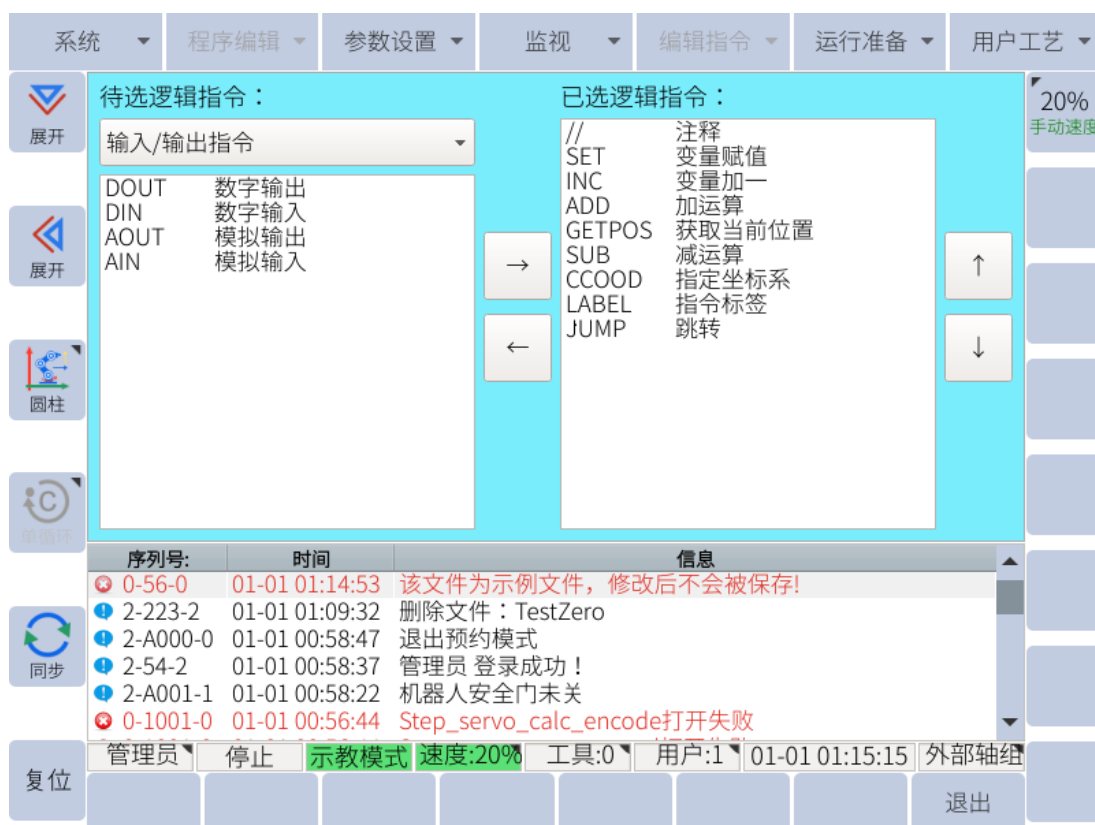 系统 程序编辑 参数设置 监视 编辑指令 运行准备 用户工艺
展开
展开
圆柱
单循环
同步
复位
待选逻辑指令：
输入/输出指令
DOUT 数字输出
DIN 数字输入
AOUT 模拟输出
AIN 模拟输入
→
←
已选逻辑指令：
// 注释
SET 变量赋值
INC 变量加一
ADD 加运算
GETPOS 获取当前位置
SUB 减运算
CCOOD 指定坐标系
LABEL 指令标签
JUMP 跳转
↑
↓
20%
手动速度
序列号: 时间 信息
0-56-0 01-01 01:14:53 该文件为示例文件，修改后不会被保存!
2-223-2 01-01 01:09:32 删除文件：TestZero
2-A000-0 01-01 00:58:47 退出预约模式
2-54-2 01-01 00:58:37 管理员 登录成功！
2-A001-1 01-01 00:58:22 机器人安全门未关
0-1001-0 01-01 00:56:44 Step_servo_calc_encode打开失败
管理员 停止 示教模式 速度:20% 工具:0 用户:1 01-01 01:15:15 外部轴组
退出